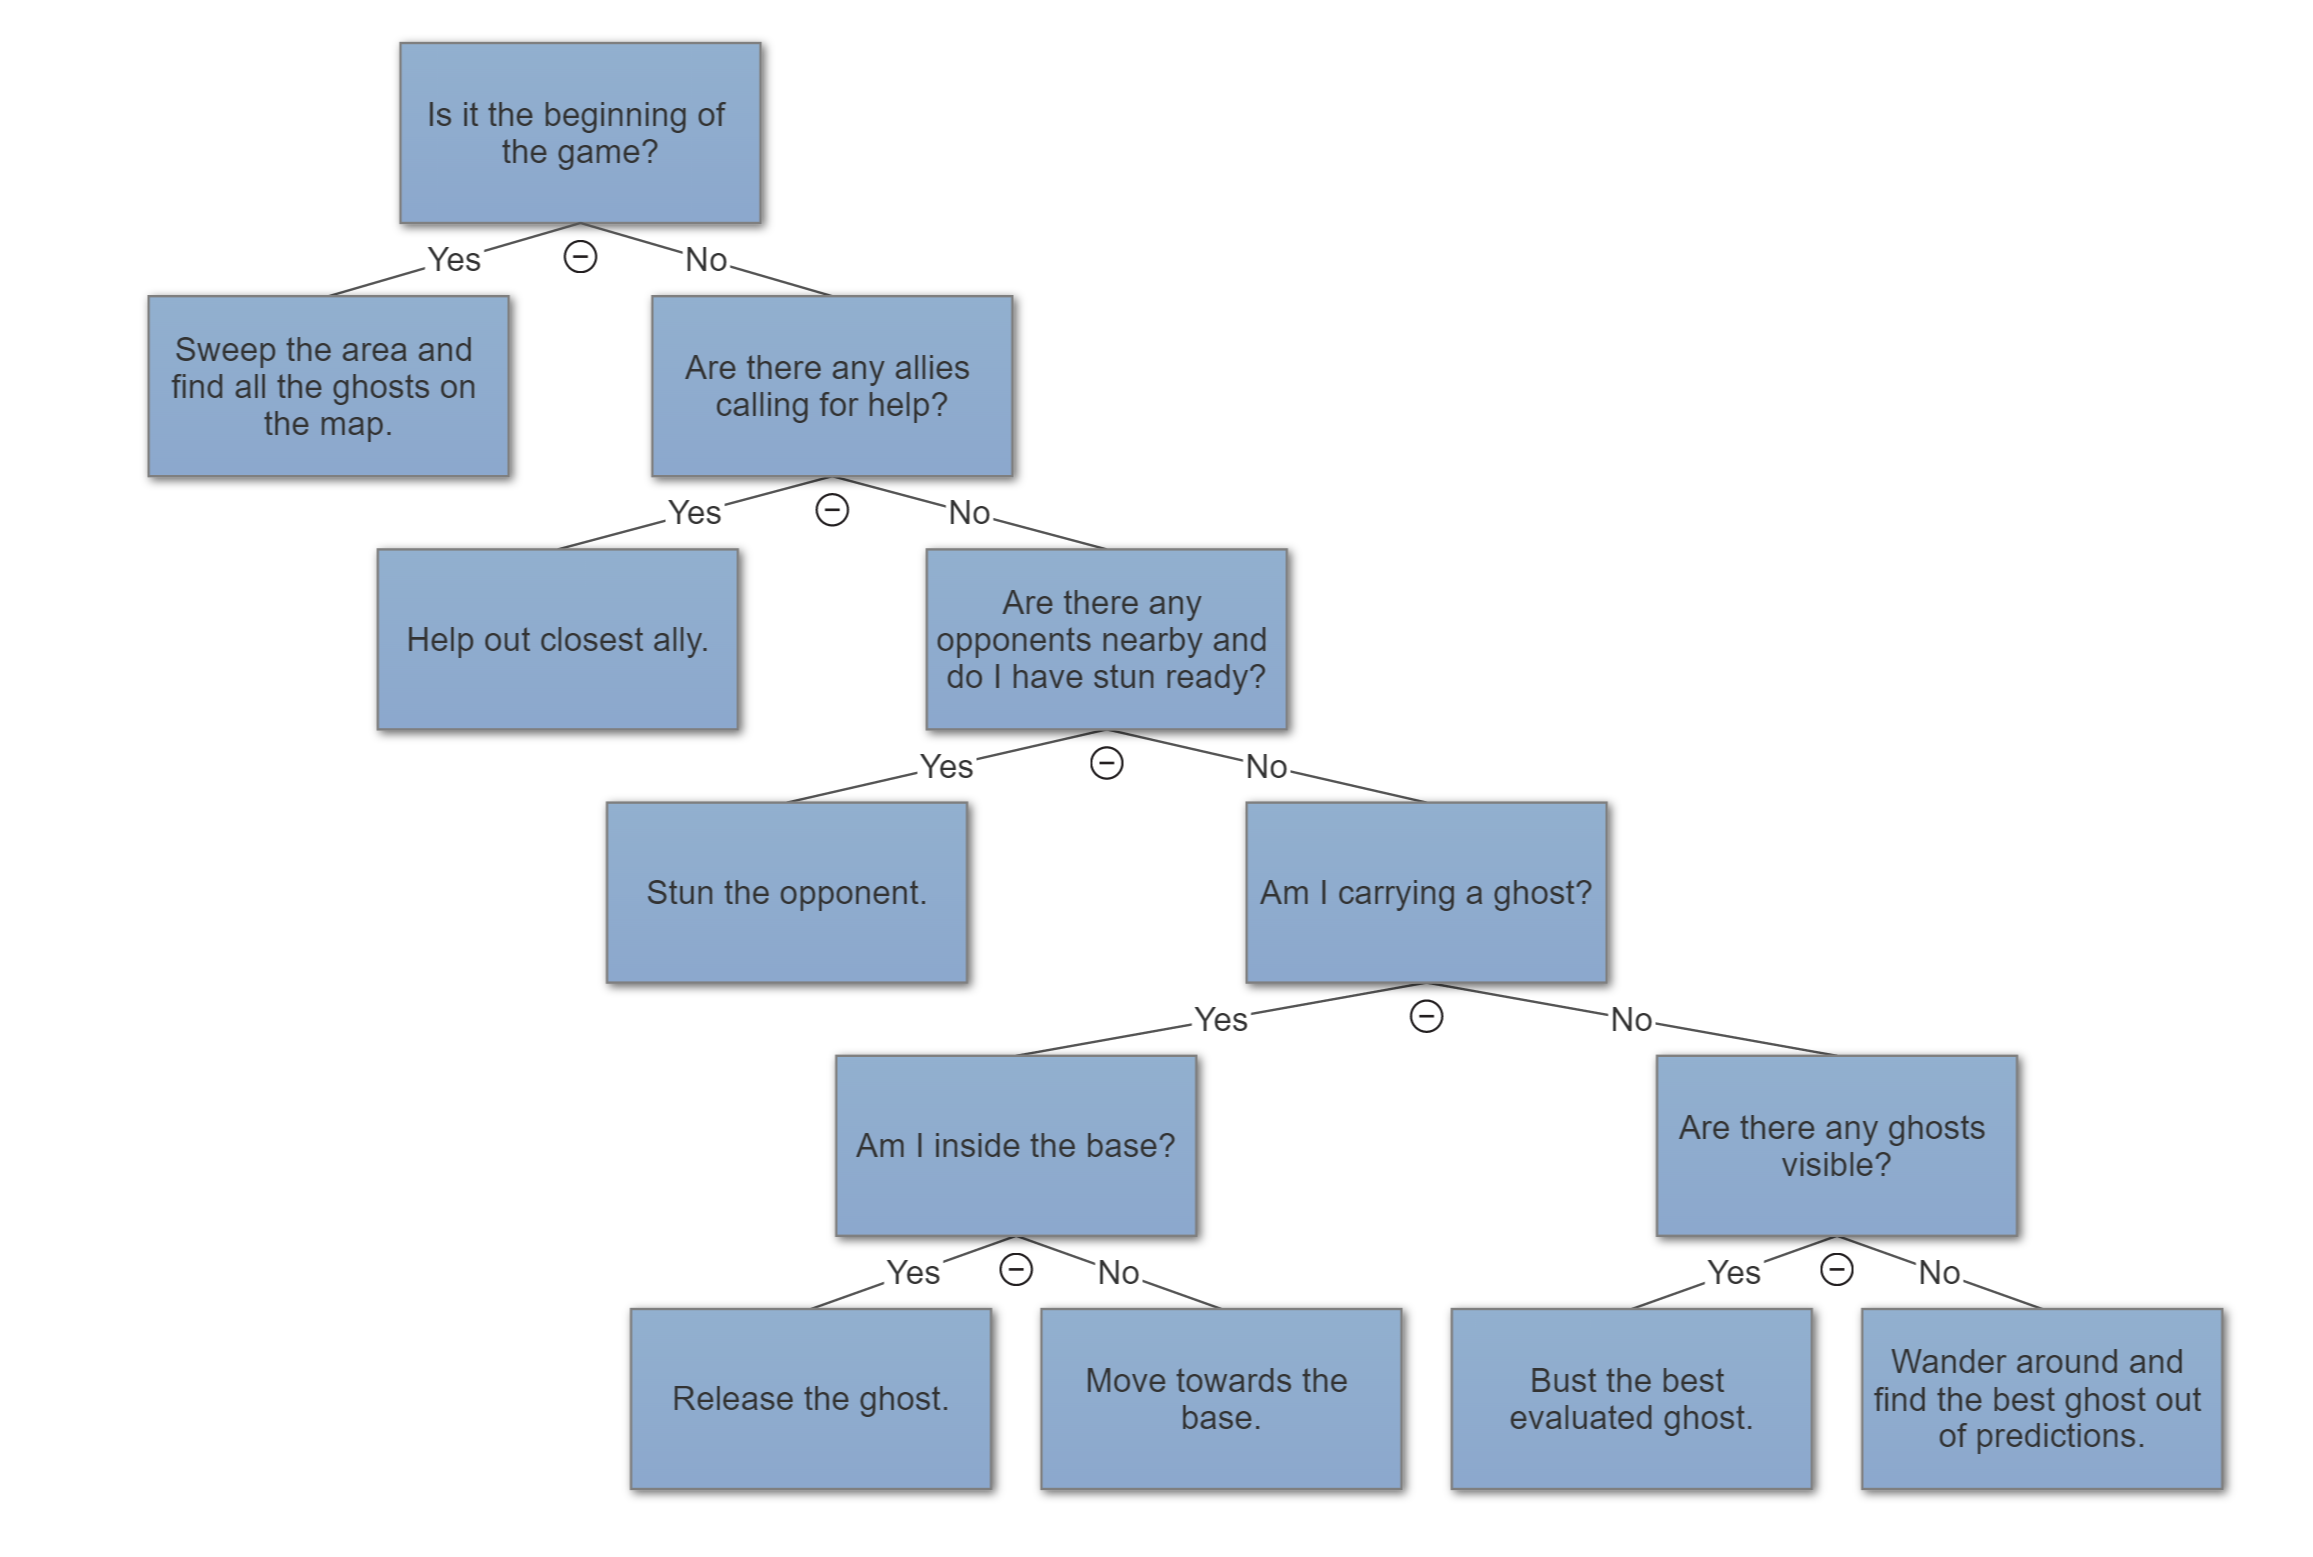 Is it the beginning of
the game?
Yes
No
Sweep the area and
find all the ghosts on
the map.
Are there any allies
calling for help?
Yes
No
Help out closest ally.
Are there any
opponents nearby and
do I have stun ready?
Yes
No
Stun the opponent.
Am I carrying a ghost?
Yes
No
Am I inside the base?
Are there any ghosts
visible?
Yes
No
Yes
No
Release the ghost.
Move towards the
base.
Bust the best
evaluated ghost.
Wander around and
find the best ghost out
of predictions.